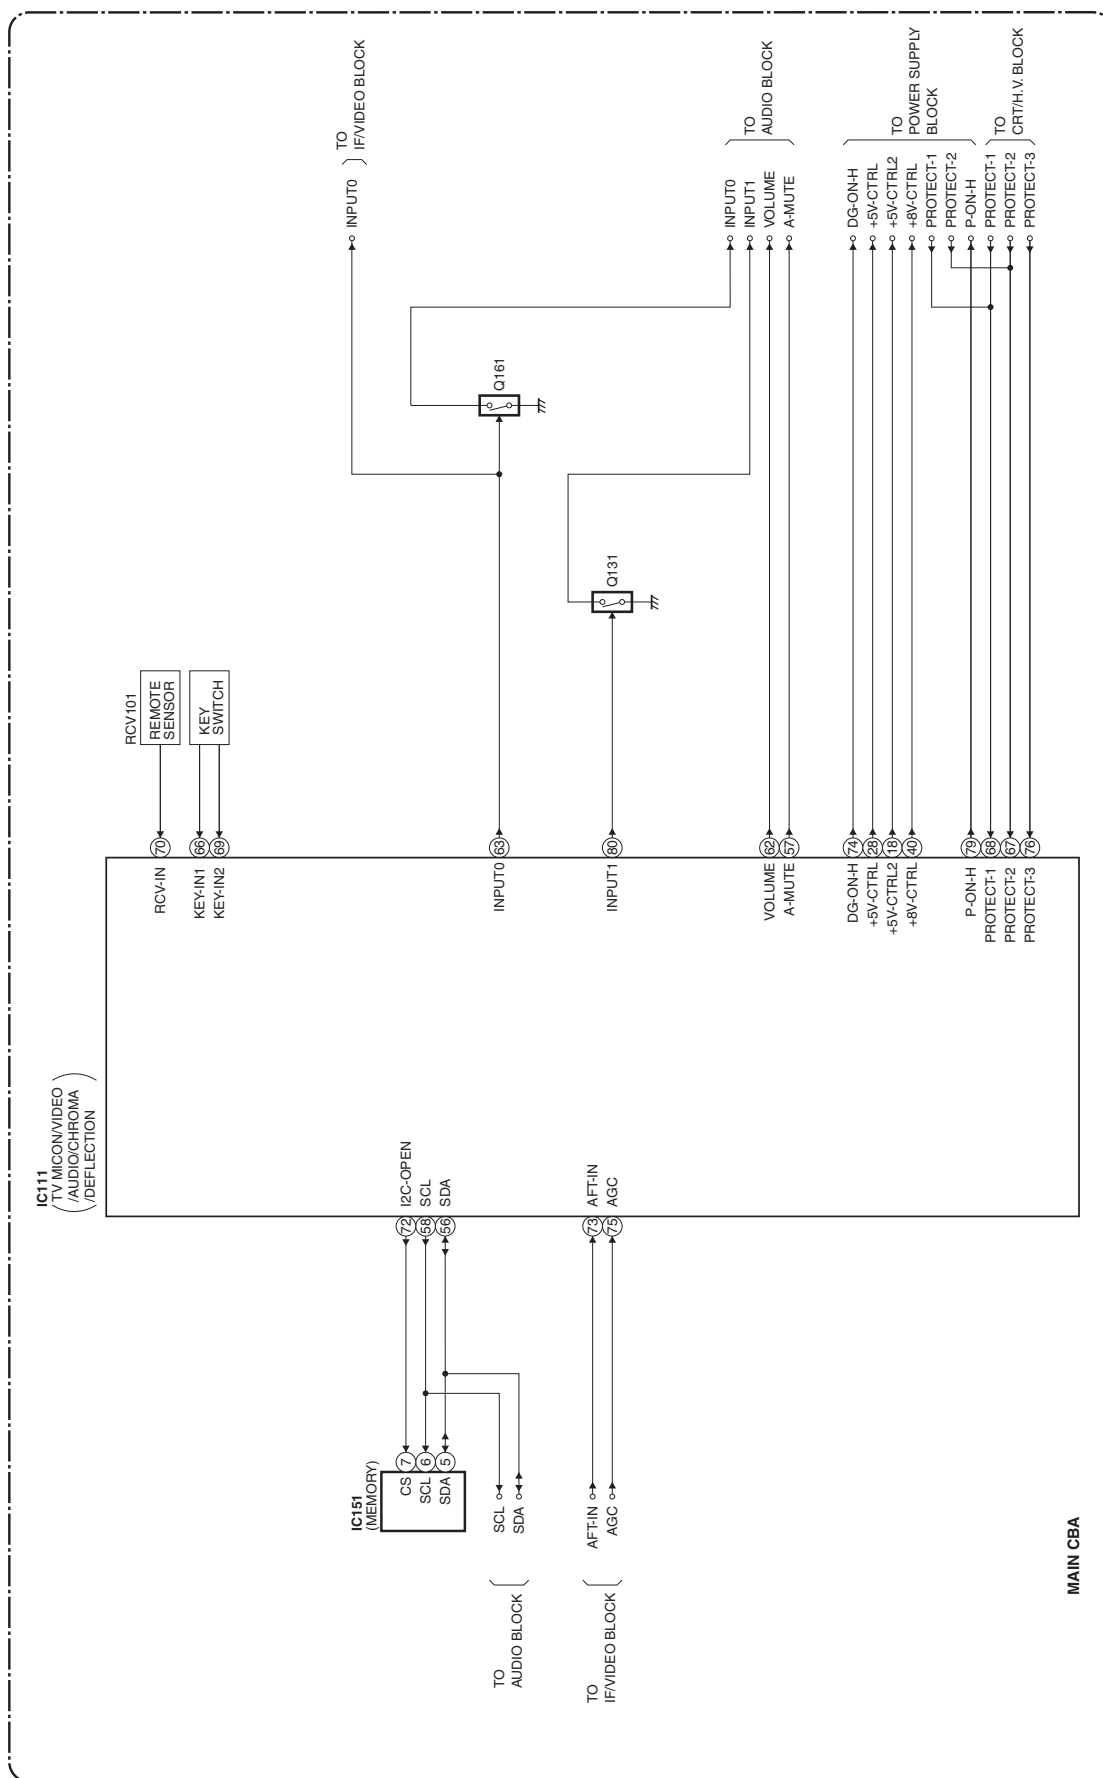 IC111
TV MICON/VIDEO
/AUDIO/CHROMA
/DEFLECTION
IC151
(MEMORY)
CS
7
SCL
6
SDA
5
72
I2C-OPEN
58
SCL
56
SDA
SCL
SDA
TO
AUDIO BLOCK
AFT-IN
AGC
TO
IF/VIDEO BLOCK
73
AFT-IN
75
AGC
RCV-IN
70
RCV101
REMOTE
SENSOR
KEY-IN1
66
KEY-IN2
69
KEY
SWITCH
INPUT0
63
Q161
INPUT0
TO
IF/VIDEO BLOCK
INPUT1
80
Q131
INPUT0
INPUT1
VOLUME
62
VOLUME
A-MUTE
57
A-MUTE
TO
AUDIO BLOCK
DG-ON-H
74
DG-ON-H
+5V-CTRL
28
+5V-CTRL
+5V-CTRL2
18
+5V-CTRL2
+8V-CTRL
40
+8V-CTRL
PROTECT-1
PROTECT-2
P-ON-H
79
P-ON-H
TO
POWER SUPPLY
BLOCK
PROTECT-1
68
PROTECT-1
PROTECT-2
67
PROTECT-2
PROTECT-3
76
PROTECT-3
TO
CRT/H.V. BLOCK
MAIN CBA